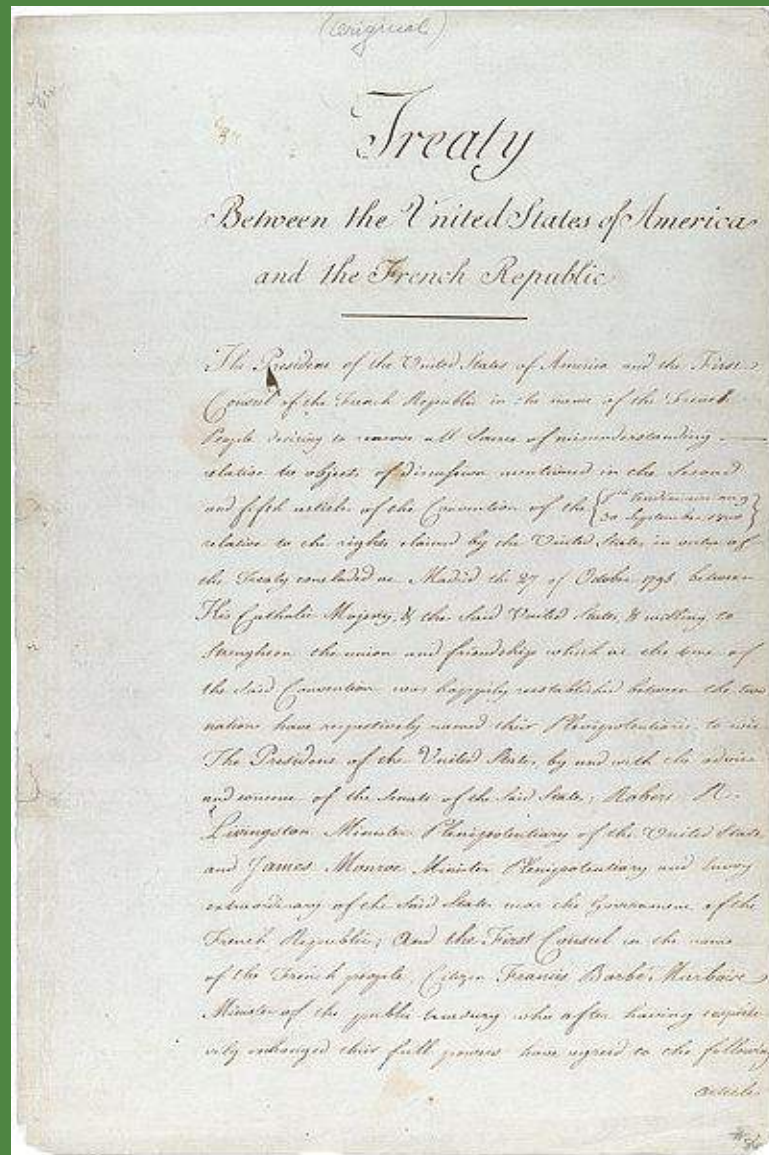 (Original)
Treaty
Between the United States of America
and the French Republic
The President of the United States of America and the First
Consul of the French Republic in the name of the French
People desiring to remove all Source of misunderstanding
relative to objects of discussion mentioned in the Second
and fifth articles of the Convention of the
30 September 1800
relative to the rights claimed by the United States in virtue of
the Treaty concluded at Madrid the 27 of October 1795 between
His Catholic Majesty, & the Said United States, & willing to
Strengthen the union and friendship which at the time of
the Said Convention was happily reestablished between the two
nations have respectively named their Plenipotentiaries to wit
The President of the United States, by and with the advice
and consent of the Senate of the Said States; Robert R.
Livingston Minister Plenipotentiary of the United States
and James Monroe Minister Plenipotentiary and Envoy
extraordinary of the Said States near the Government of the
French Republic; And the First Consul in the name
of the French people, Citizen Francis Barbé Marbois
Minister of the public treasury who after having respecti
vely exchanged their full powers have agreed to the following
articles